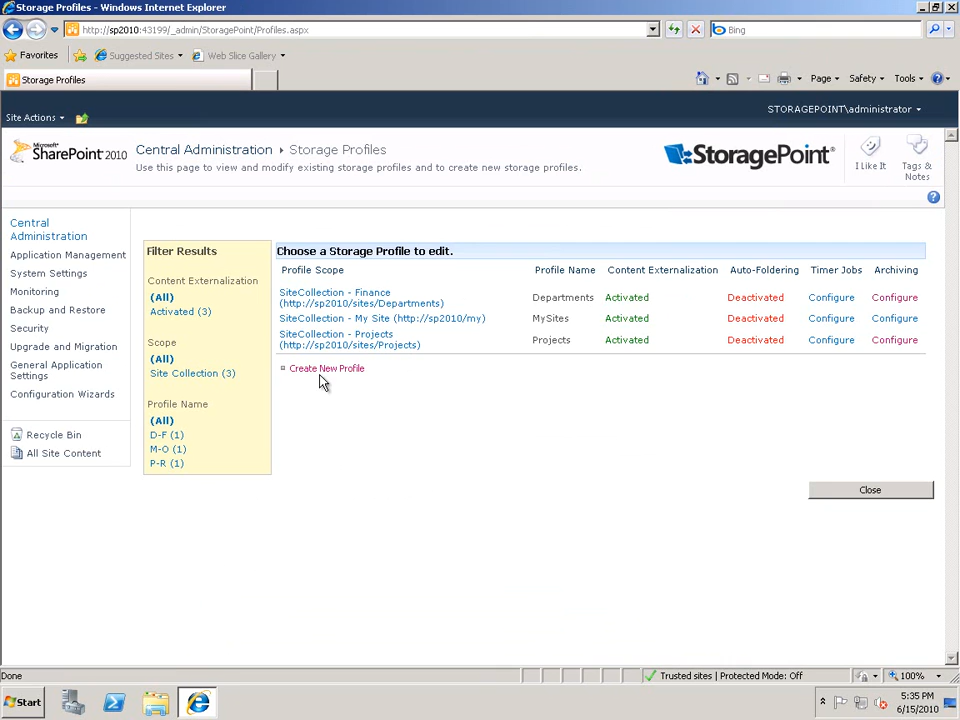 Storage Profiles - Windows Internet Explorer
http://sp2010:43199/_admin/StoragePoint/Profiles.aspx
Bing
Favorites
Suggested Sites
Web Slice Gallery
Storage Profiles
Page
Safety
Tools
STORAGEPOINT\administrator
Site Actions
Microsoft
SharePoint 2010
Central Administration
Storage Profiles
Use this page to view and modify existing storage profiles and to create new storage profiles.
StoragePoint
I Like It
Tags &
Notes
Central
Administration
Application Management
System Settings
Monitoring
Backup and Restore
Security
Upgrade and Migration
General Application
Settings
Configuration Wizards
Recycle Bin
All Site Content
Filter Results
Content Externalization
(All)
Activated (3)
Scope
(All)
Site Collection (3)
Profile Name
(All)
D-F (1)
M-O (1)
P-R (1)
Choose a Storage Profile to edit.
Profile Scope Profile Name Content Externalization Auto-Foldering Timer Jobs Archiving
SiteCollection - Finance
(http://sp2010/sites/Departments) Departments Activated Deactivated Configure Configure
SiteCollection - My Site (http://sp2010/my) MySites Activated Deactivated Configure Configure
SiteCollection - Projects
(http://sp2010/sites/Projects) Projects Activated Deactivated Configure Configure
Create New Profile
Close
Done
Trusted sites | Protected Mode: Off
100%
Start
5:35 PM
6/15/2010